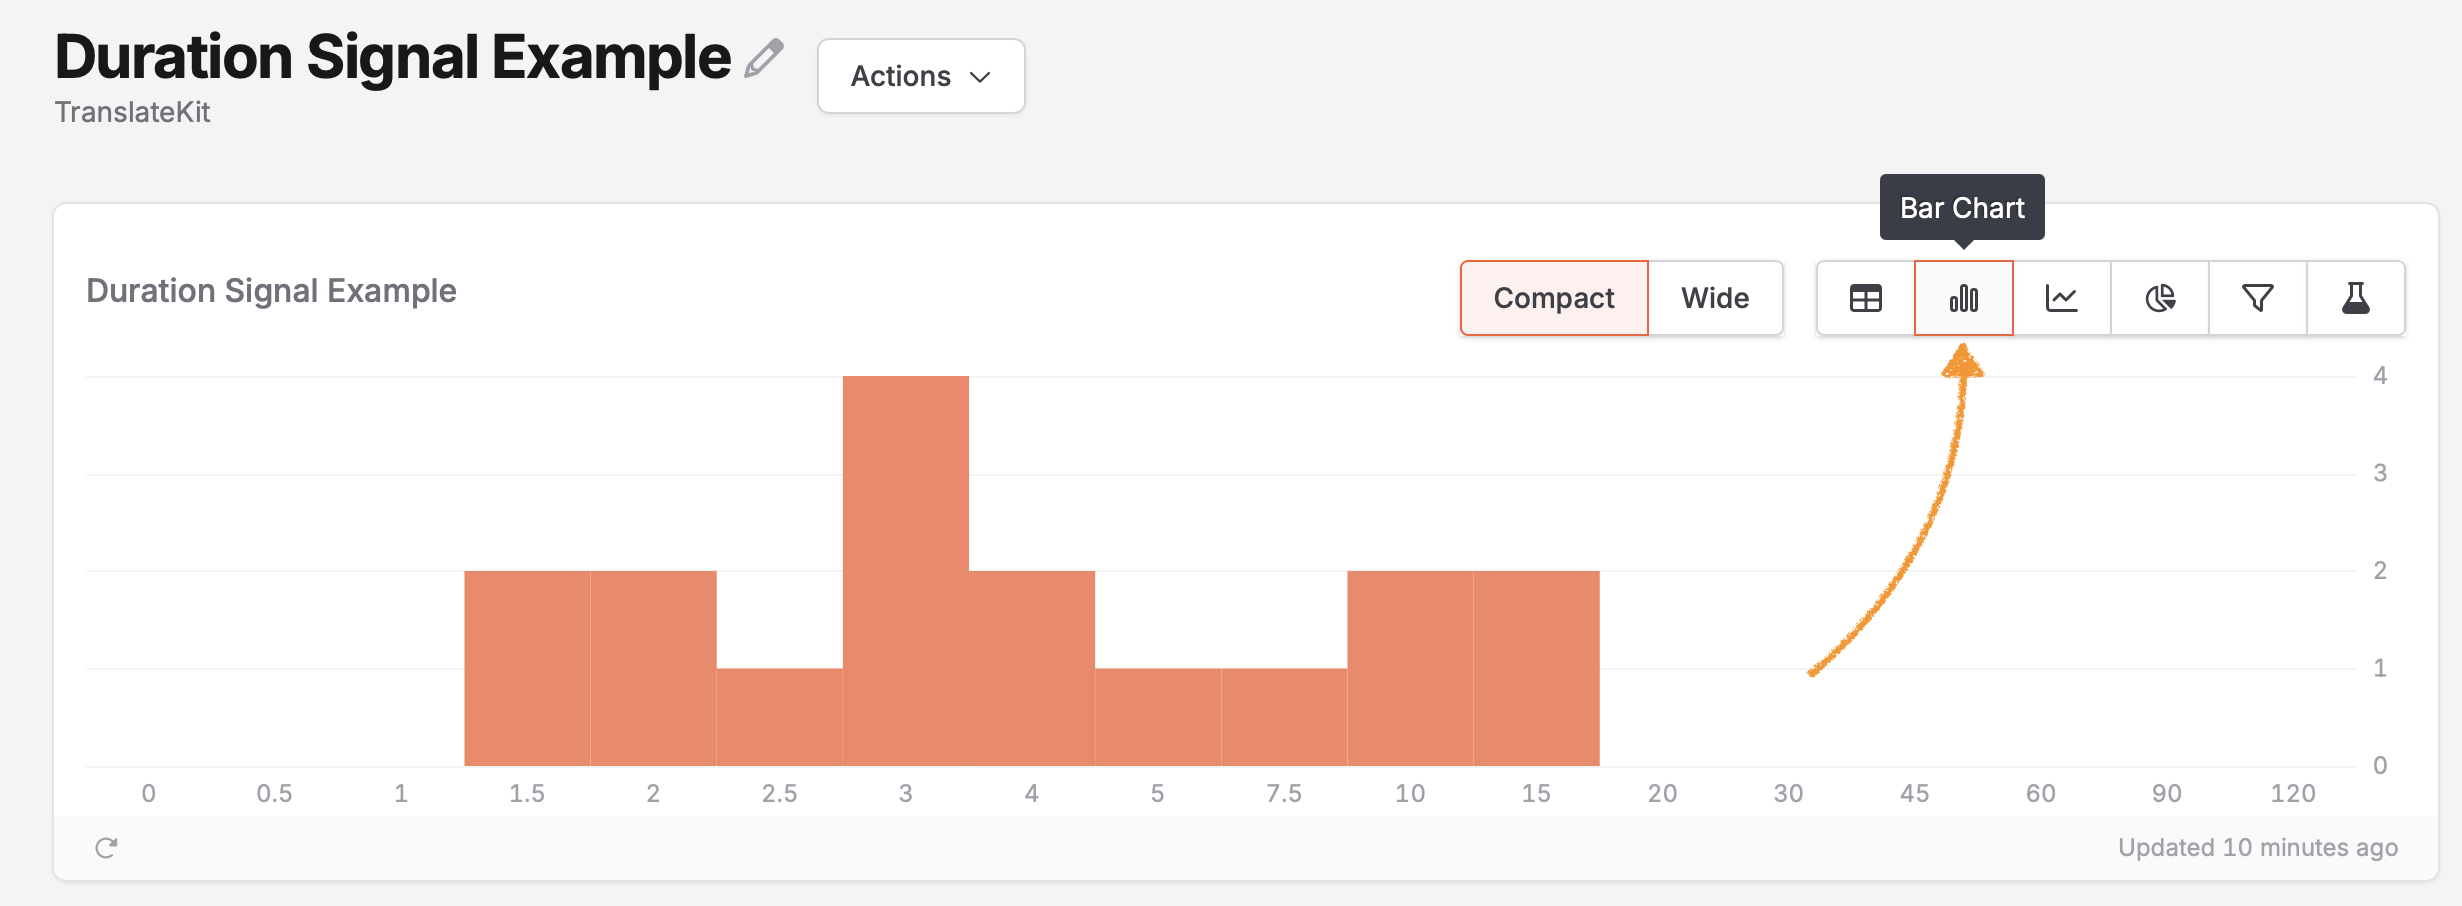 Duration Signal Example
Actions
TranslateKit
Bar Chart
Duration Signal Example
Compact
Wide
4
3
2
1
0
0 0.5 1 1.5 2 2.5 3 4 5 7.5 10 15 20 30 45 60 90 120
Updated 10 minutes ago